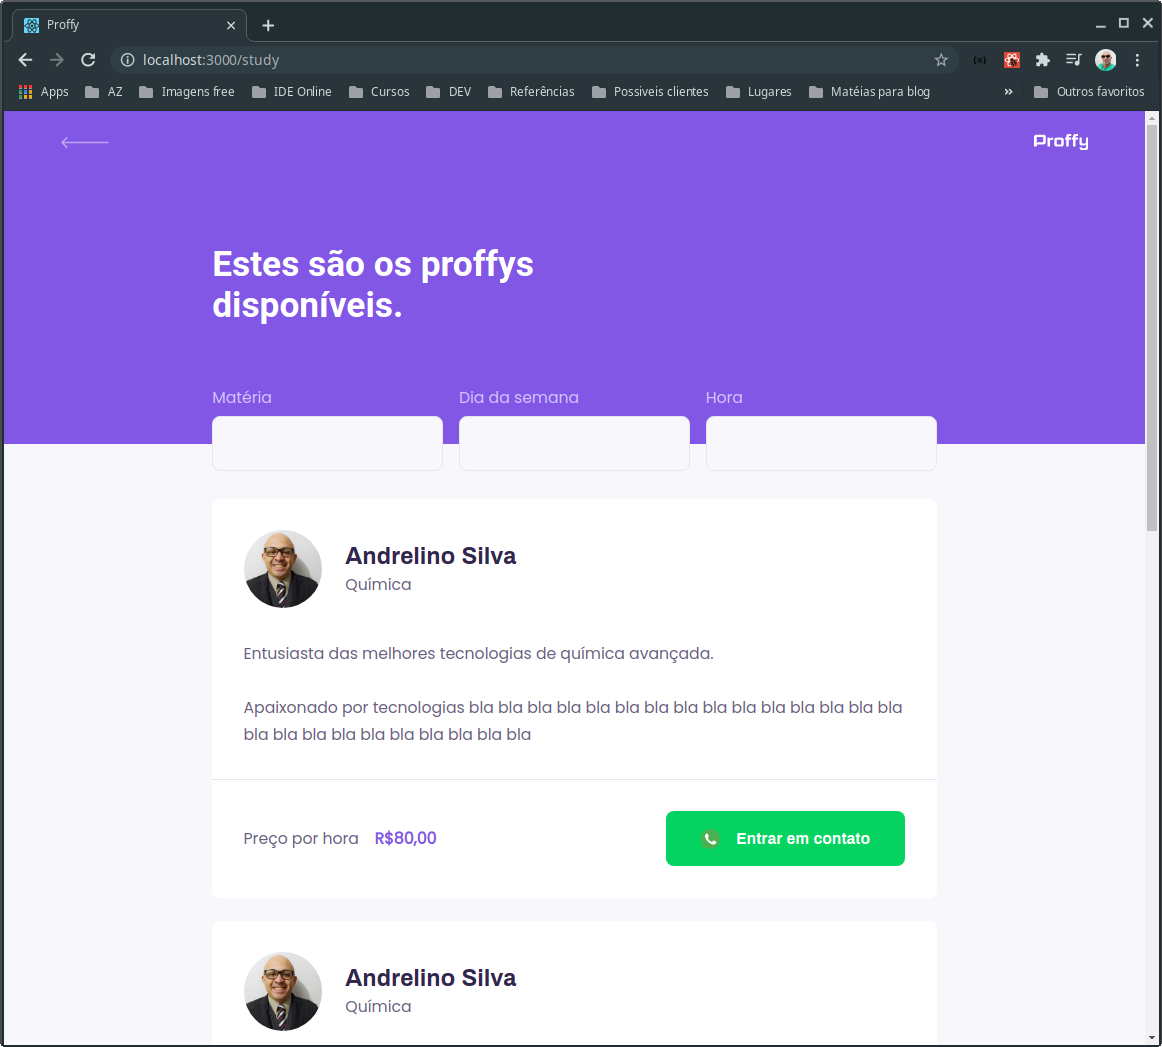 Proffy
localhost:3000/study
Apps AZ Imagens free IDE Online Cursos DEV Referências Possiveis clientes Lugares Matéias para blog » Outros favoritos
Proffy
Estes são os proffys
disponíveis.
Matéria Dia da semana Hora
Andrelino Silva
Química
Entusiasta das melhores tecnologias de química avançada.
Apaixonado por tecnologias bla bla bla bla bla bla bla bla bla bla bla bla bla bla bla
bla bla bla bla bla bla bla bla bla bla
Preço por hora R$80,00 Entrar em contato
Andrelino Silva
Química